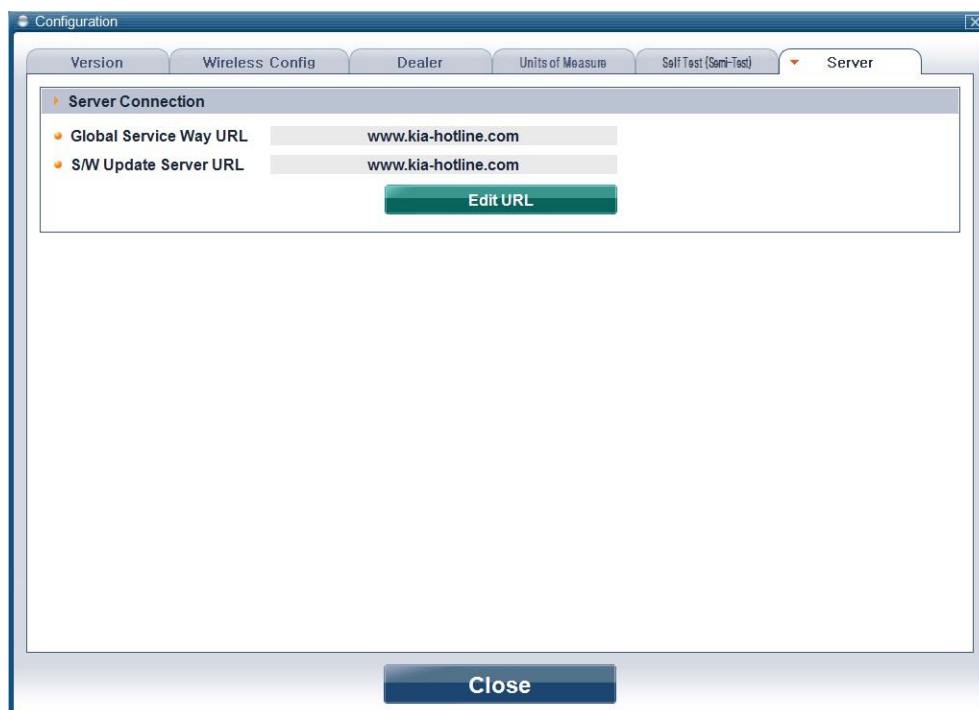 Configuration
Version Wireless Config Dealer Units of Measure Self Test (Semi-Test) Server
Server Connection
Global Service Way URL www.kia-hotline.com
S/W Update Server URL www.kia-hotline.com
Edit URL
Close